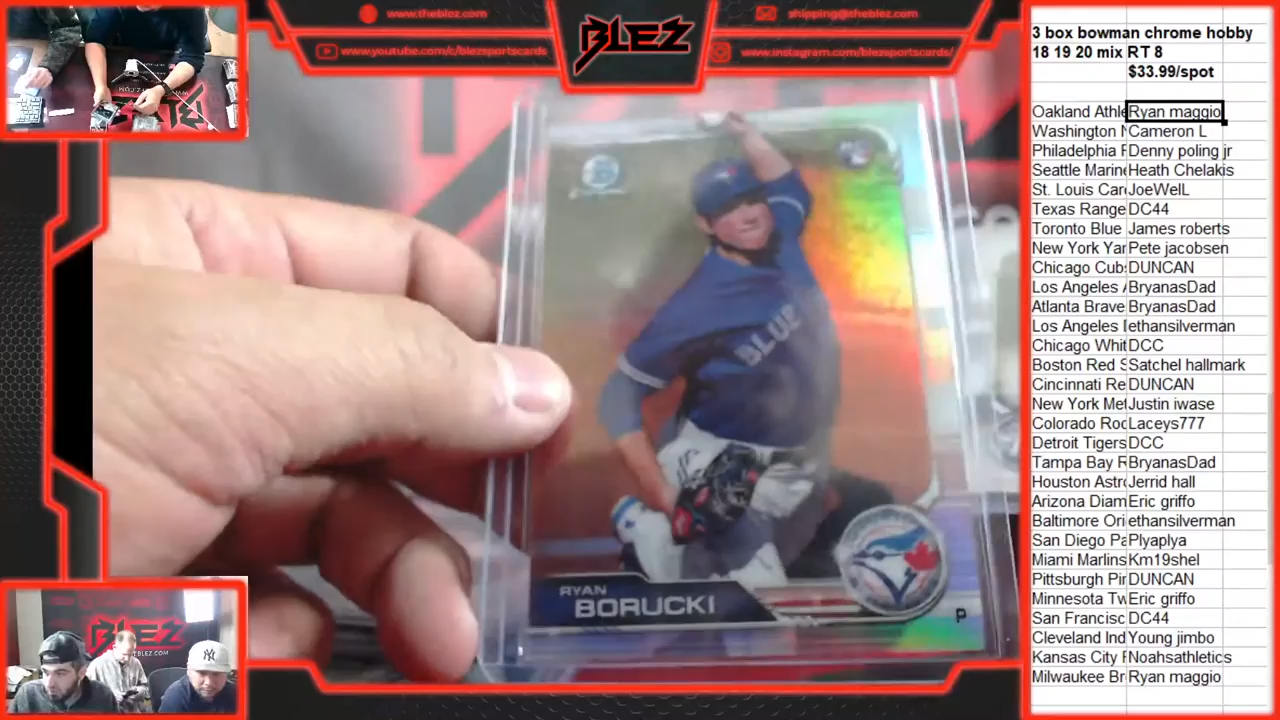 www.theblez.com
shipping@theblez.com
BLEZ
www.youtube.com/c/blezsportscards
www.instagram.com/blezsportscards/
BLUE
RYAN
BORUCKI
P
BLEZ
3 box bowman chrome hobby
18 19 20 mix RT 8
$33.99/spot
Oakland Athle Ryan maggio
Washington N Cameron L
Philadelphia F Denny poling jr
Seattle Marine Heath Chelakis
St. Louis Car JoeWelL
Texas Range DC44
Toronto Blue James roberts
New York Yar Pete jacobsen
Chicago Cubs DUNCAN
Los Angeles A BryanasDad
Atlanta Brave BryanasDad
Los Angeles ethansilverman
Chicago Whit DCC
Boston Red S Satchel hallmark
Cincinnati Re DUNCAN
New York Met Justin iwase
Colorado Roc Laceys777
Detroit Tigers DCC
Tampa Bay R BryanasDad
Houston Astro Jerrid hall
Arizona Diam Eric griffo
Baltimore Ori ethansilverman
San Diego Pa Plyaplya
Miami Marlins Km19shel
Pittsburgh Pir DUNCAN
Minnesota Tw Eric griffo
San Francisc DC44
Cleveland Ind Young jimbo
Kansas City F Noahsathletics
Milwaukee Br Ryan maggio